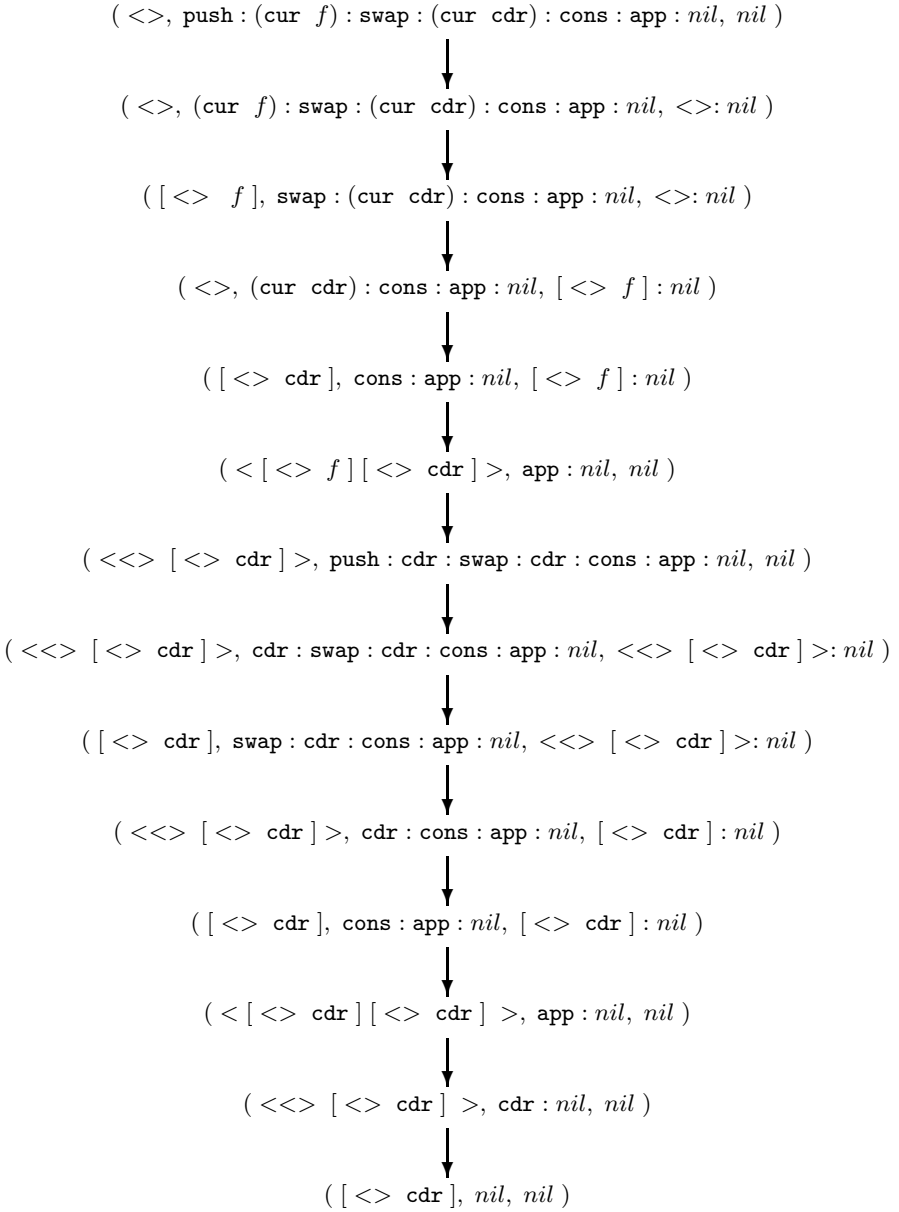 ( <>, push : (cur f) : swap : (cur cdr) : cons : app : nil, nil )
( <>, (cur f) : swap : (cur cdr) : cons : app : nil, <>: nil )
( [ <> f ], swap : (cur cdr) : cons : app : nil, <>: nil )
( <>, (cur cdr) : cons : app : nil, [ <> f ] : nil )
( [ <> cdr ], cons : app : nil, [ <> f ] : nil )
( < [ <> f ] [ <> cdr ] >, app : nil, nil )
( <<> [ <> cdr ] >, push : cdr : swap : cdr : cons : app : nil, nil )
( <<> [ <> cdr ] >, cdr : swap : cdr : cons : app : nil, <<> [ <> cdr ] >: nil )
( [ <> cdr ], swap : cdr : cons : app : nil, <<> [ <> cdr ] >: nil )
( <<> [ <> cdr ] >, cdr : cons : app : nil, [ <> cdr ] : nil )
( [ <> cdr ], cons : app : nil, [ <> cdr ] : nil )
( < [ <> cdr ] [ <> cdr ] >, app : nil, nil )
( <<> [ <> cdr ] >, cdr : nil, nil )
( [ <> cdr ], nil, nil )